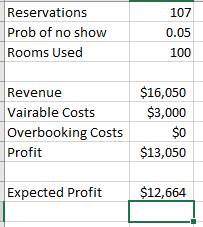 Reservations 107
Prob of no show 0.05
Rooms Used 100
Revenue $16,050
Vairable Costs $3,000
Overbooking Costs $0
Profit $13,050
Expected Profit $12,664